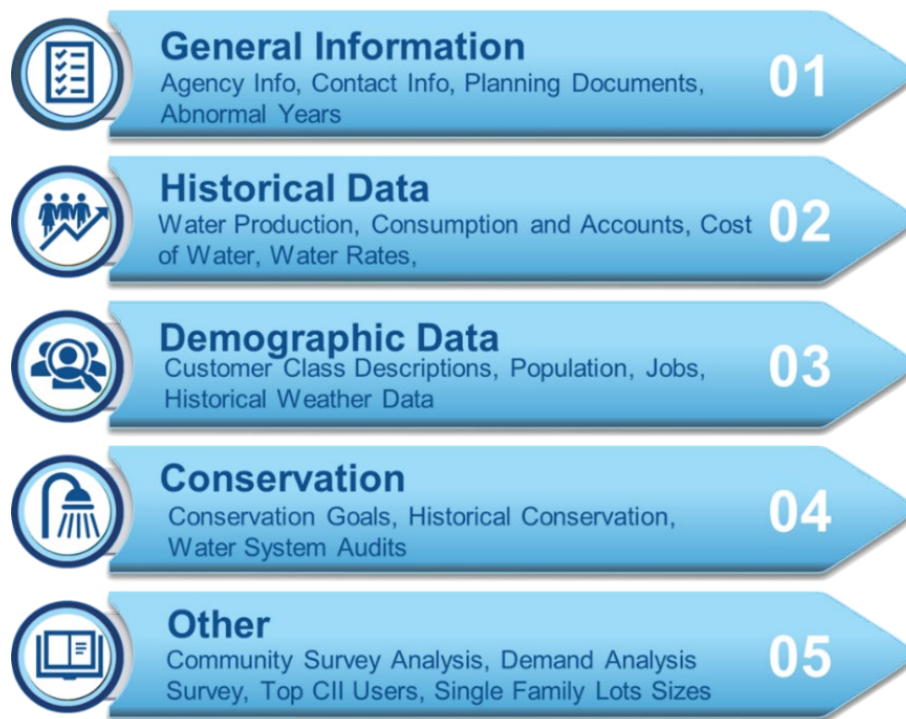 General Information
Agency Info, Contact Info, Planning Documents,
Abnormal Years
01
Historical Data
Water Production, Consumption and Accounts, Cost
of Water, Water Rates,
02
Demographic Data
Customer Class Descriptions, Population, Jobs,
Historical Weather Data
03
Conservation
Conservation Goals, Historical Conservation,
Water System Audits
04
Other
Community Survey Analysis, Demand Analysis
Survey, Top CII Users, Single Family Lots Sizes
05